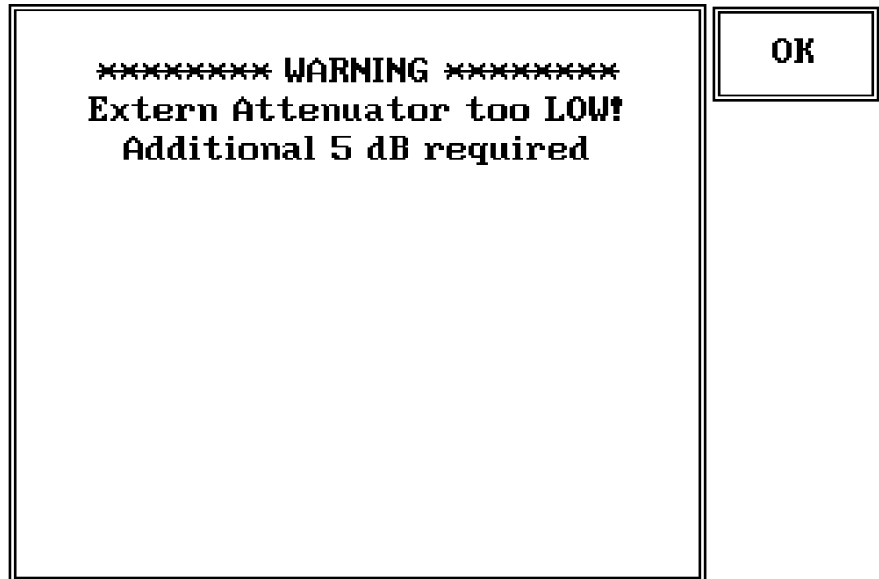 ******** WARNING ********
Extern Attenuator too LOW!
Additional 5 dB required
OK